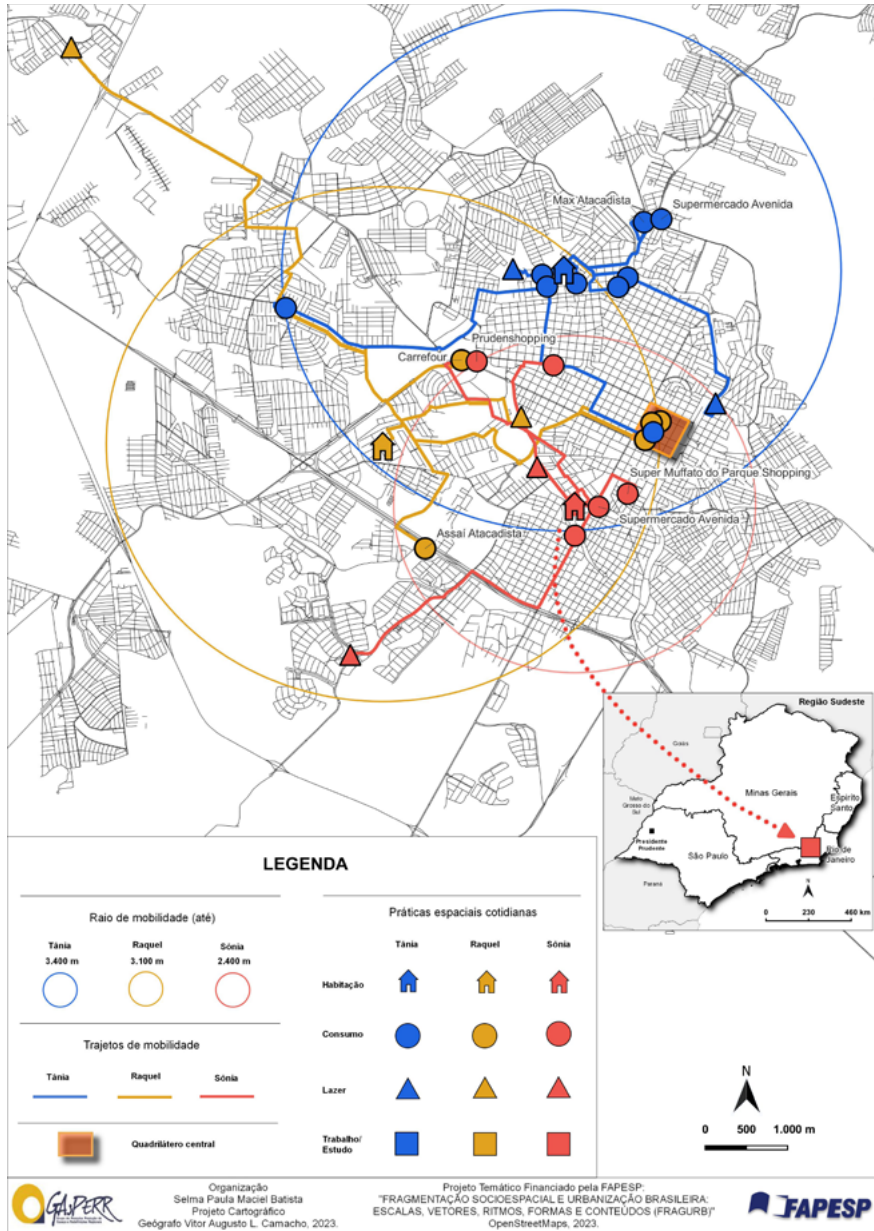 Max Atacadista
Supermercado Avenida
Prudenshopping
Carrefour
Super Muffato do Parque Shopping
Supermercado Avenida
Assaí Atacadista
Região Sudeste
Goiás
Mato
Grosso do
Sul
Minas Gerais
Espírito
Santo
Presidente
Prudente
São Paulo
Rio de
Janeiro
Paraná
N
0 230 460 km
LEGENDA
Raio de mobilidade (até)
Tânia Raquel Sônia
3.400 m 3.100 m 2.400 m
Trajetos de mobilidade
Tânia Raquel Sônia
Quadrilátero central
Práticas espaciais cotidianas
Tânia Raquel Sônia
Habitação
Consumo
Lazer
Trabalho/
Estudo
N
0 500 1.000 m
GAsPERR
Organização
Selma Paula Maciel Batista
Projeto Cartográfico
Geógrafo Vitor Augusto L. Camacho, 2023.
Projeto Temático Financiado pela FAPESP:
"FRAGMENTAÇÃO SOCIOESPACIAL E URBANIZAÇÃO BRASILEIRA:
ESCALAS, VETORES, RITMOS, FORMAS E CONTEÚDOS (FRAGURB)"
OpenStreetMaps, 2023.
FAPESP